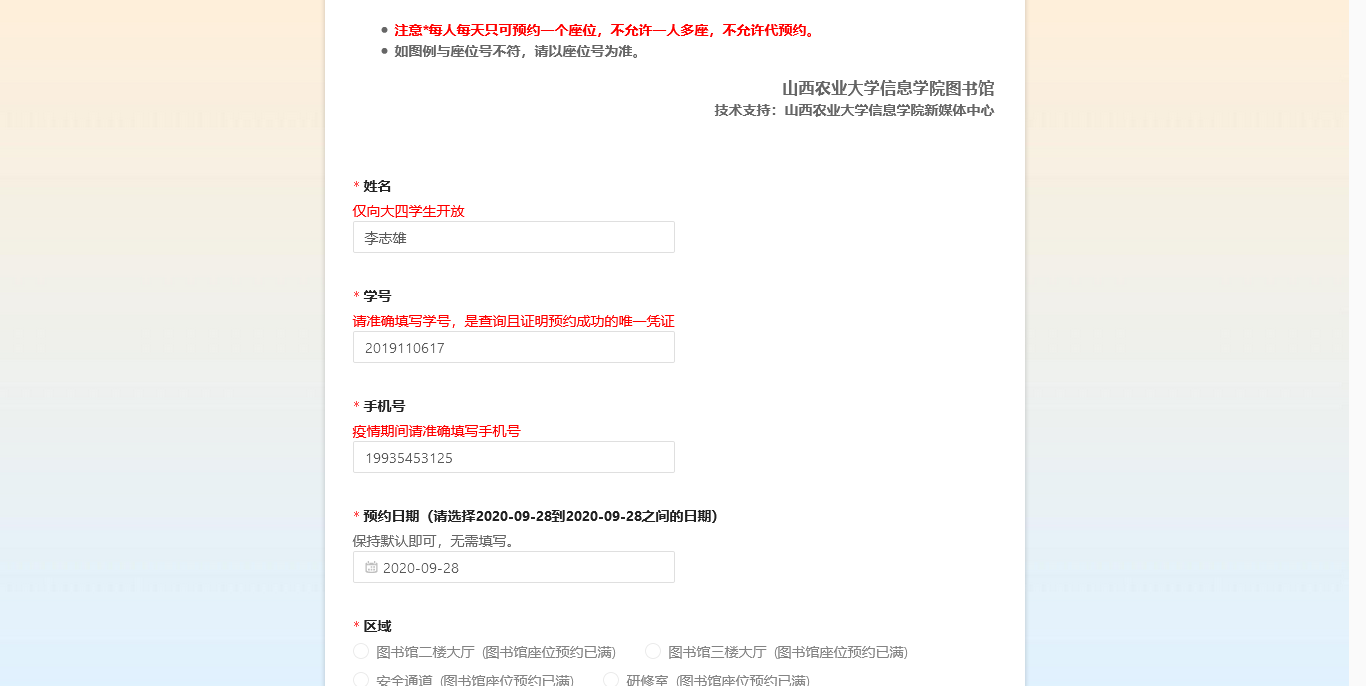 注意*每人每天只可预约一个座位，不允许一人多座，不允许代预约。
如图例与座位号不符，请以座位号为准。
山西农业大学信息学院图书馆
技术支持：山西农业大学信息学院新媒体中心
* 姓名
仅向大四学生开放
李志雄
* 学号
请准确填写学号，是查询且证明预约成功的唯一凭证
2019110617
* 手机号
疫情期间请准确填写手机号
19935453125
* 预约日期（请选择2020-09-28到2020-09-28之间的日期）
保持默认即可，无需填写。
2020-09-28
* 区域
图书馆二楼大厅 (图书馆座位预约已满) 图书馆三楼大厅 (图书馆座位预约已满)
安全通道 (图书馆座位预约已满) 研修室 (图书馆座位预约已满)